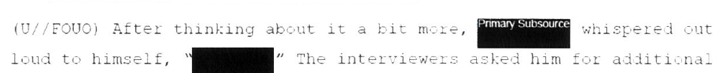 (U//FOUO) After thinking about it a bit more, Primary Subsource whispered out
loud to himself, “ ” The interviewers asked him for additional